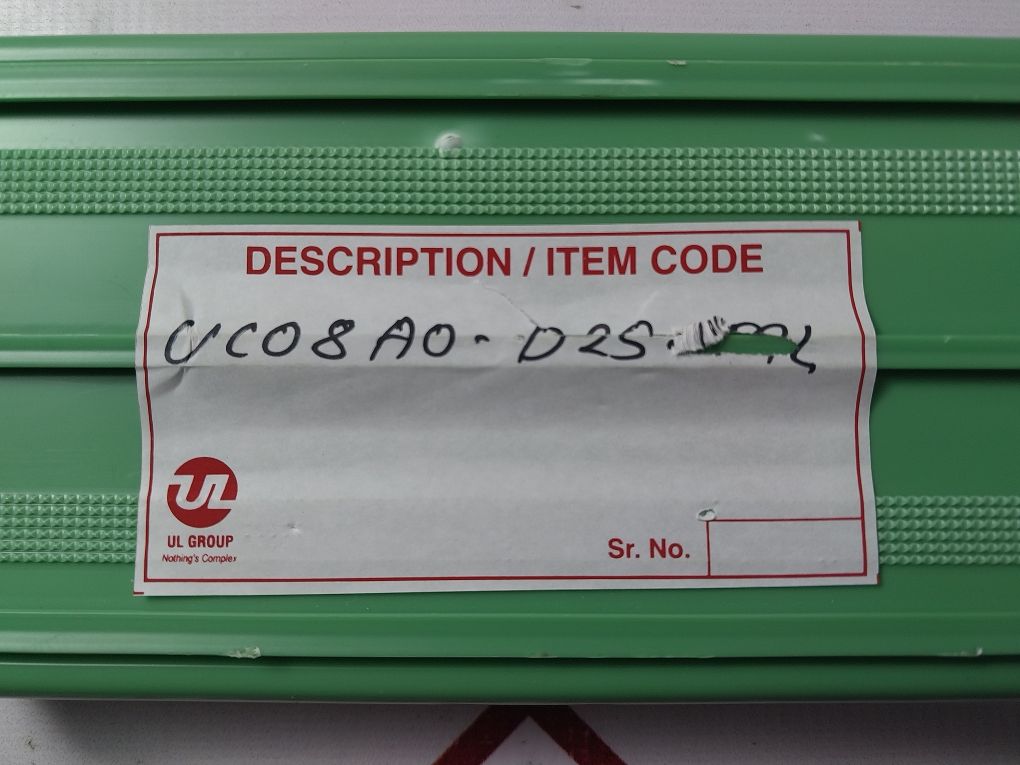 DESCRIPTION / ITEM CODE
UC08A0-D25-
UL
UL GROUP
Nothing's Complex
Sr. No.